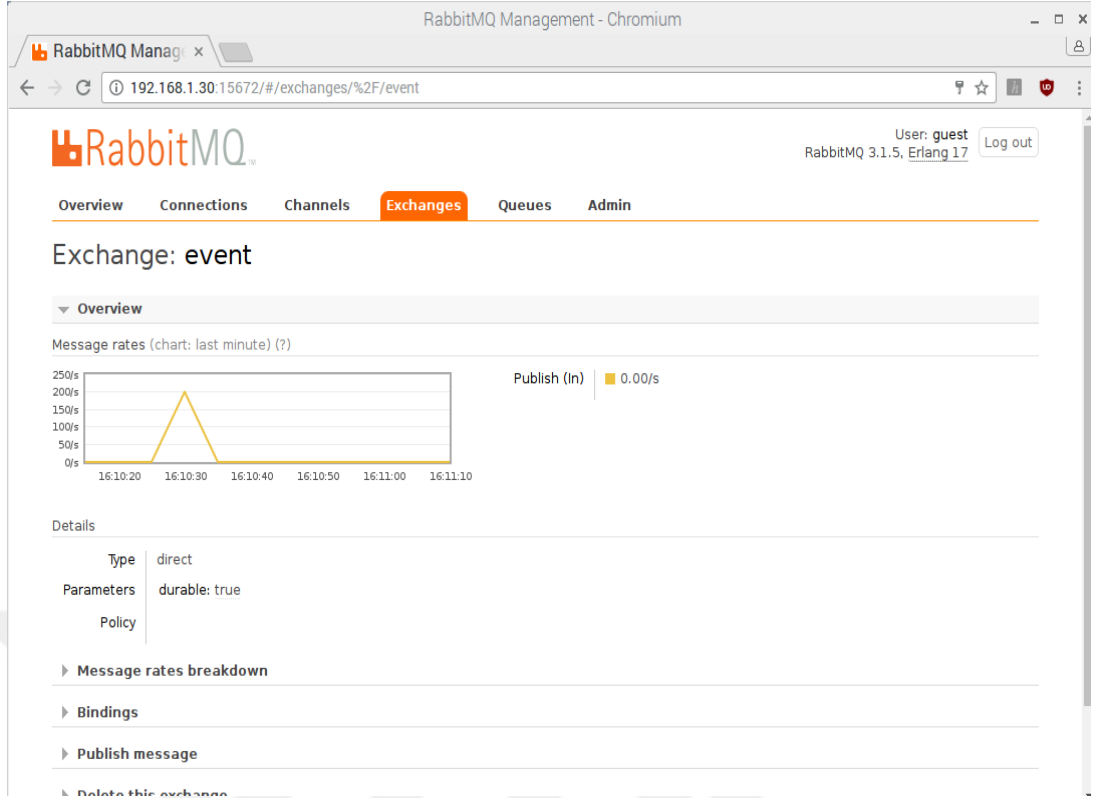 RabbitMQ Management - Chromium
RabbitMQ Manag
192.168.1.30:15672/#/exchanges/%2F/event
RabbitMQ
TM
User: guest
RabbitMQ 3.1.5, Erlang 17
Log out
Overview Connections Channels Exchanges Queues Admin
Exchange: event
Overview
Message rates (chart: last minute) (?)
250/s
200/s
150/s
100/s
50/s
0/s
16:10:20 16:10:30 16:10:40 16:10:50 16:11:00 16:11:10
Publish (In) 0.00/s
Details
Type direct
Parameters durable: true
Policy
Message rates breakdown
Bindings
Publish message
Delete this exchange